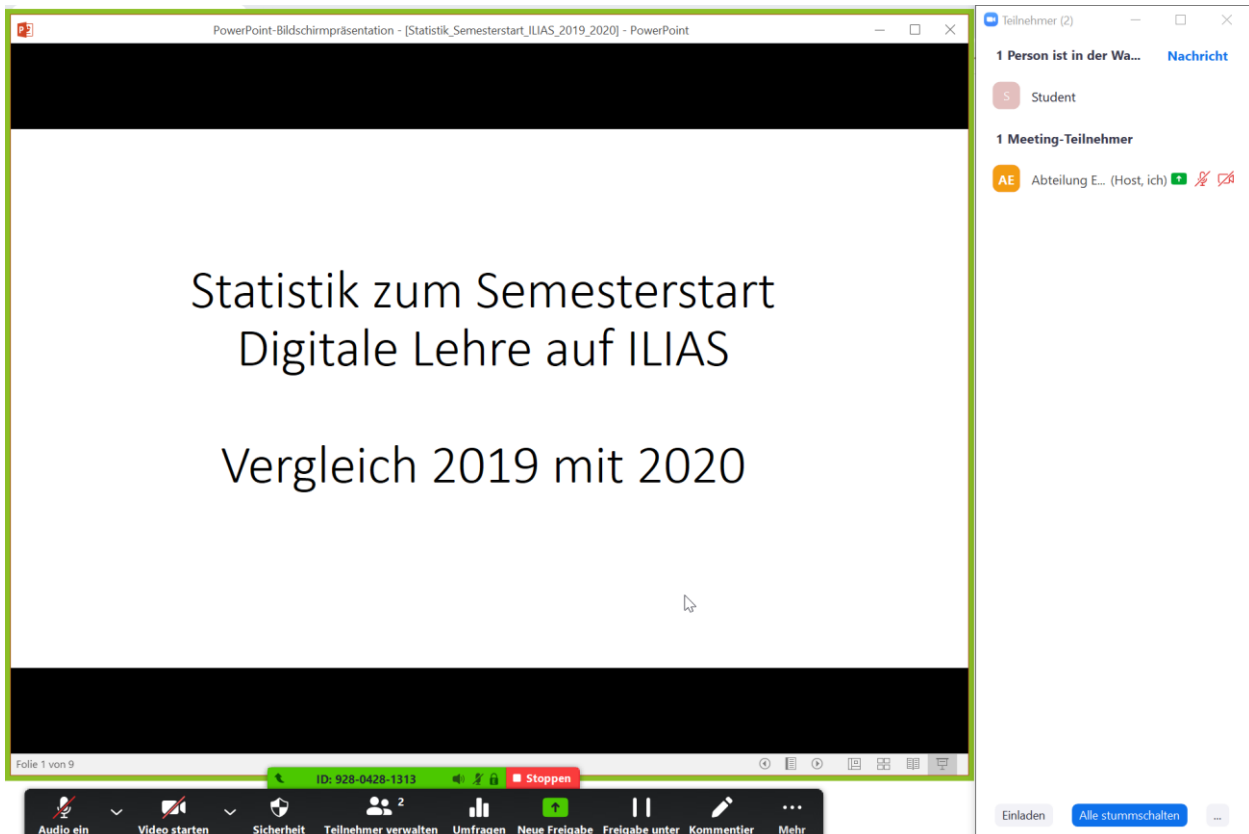 PowerPoint-Bildschirmpräsentation - [Statistik_Semesterstart_ILIAS_2019_2020] - PowerPoint
Statistik zum Semesterstart
Digitale Lehre auf ILIAS
Vergleich 2019 mit 2020
Folie 1 von 9
ID: 928-0428-1313
Stoppen
Audio ein
Video starten
Sicherheit
2
Teilnehmer verwalten
Umfragen
Neue Freigabe
Freigabe unter
Kommentier
Mehr
Teilnehmer (2)
1 Person ist in der Wa... Nachricht
S Student
1 Meeting-Teilnehmer
AE Abteilung E... (Host, ich)
Einladen Alle stummschalten ...